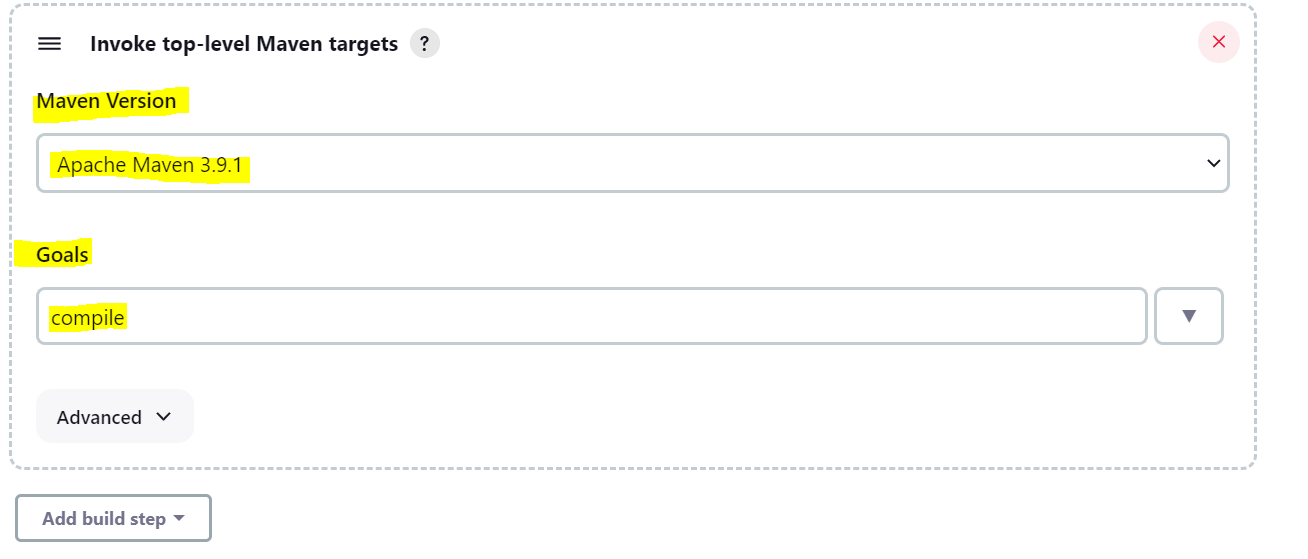 Invoke top-level Maven targets ?
Maven Version
Apache Maven 3.9.1
Goals
compile
Advanced
Add build step